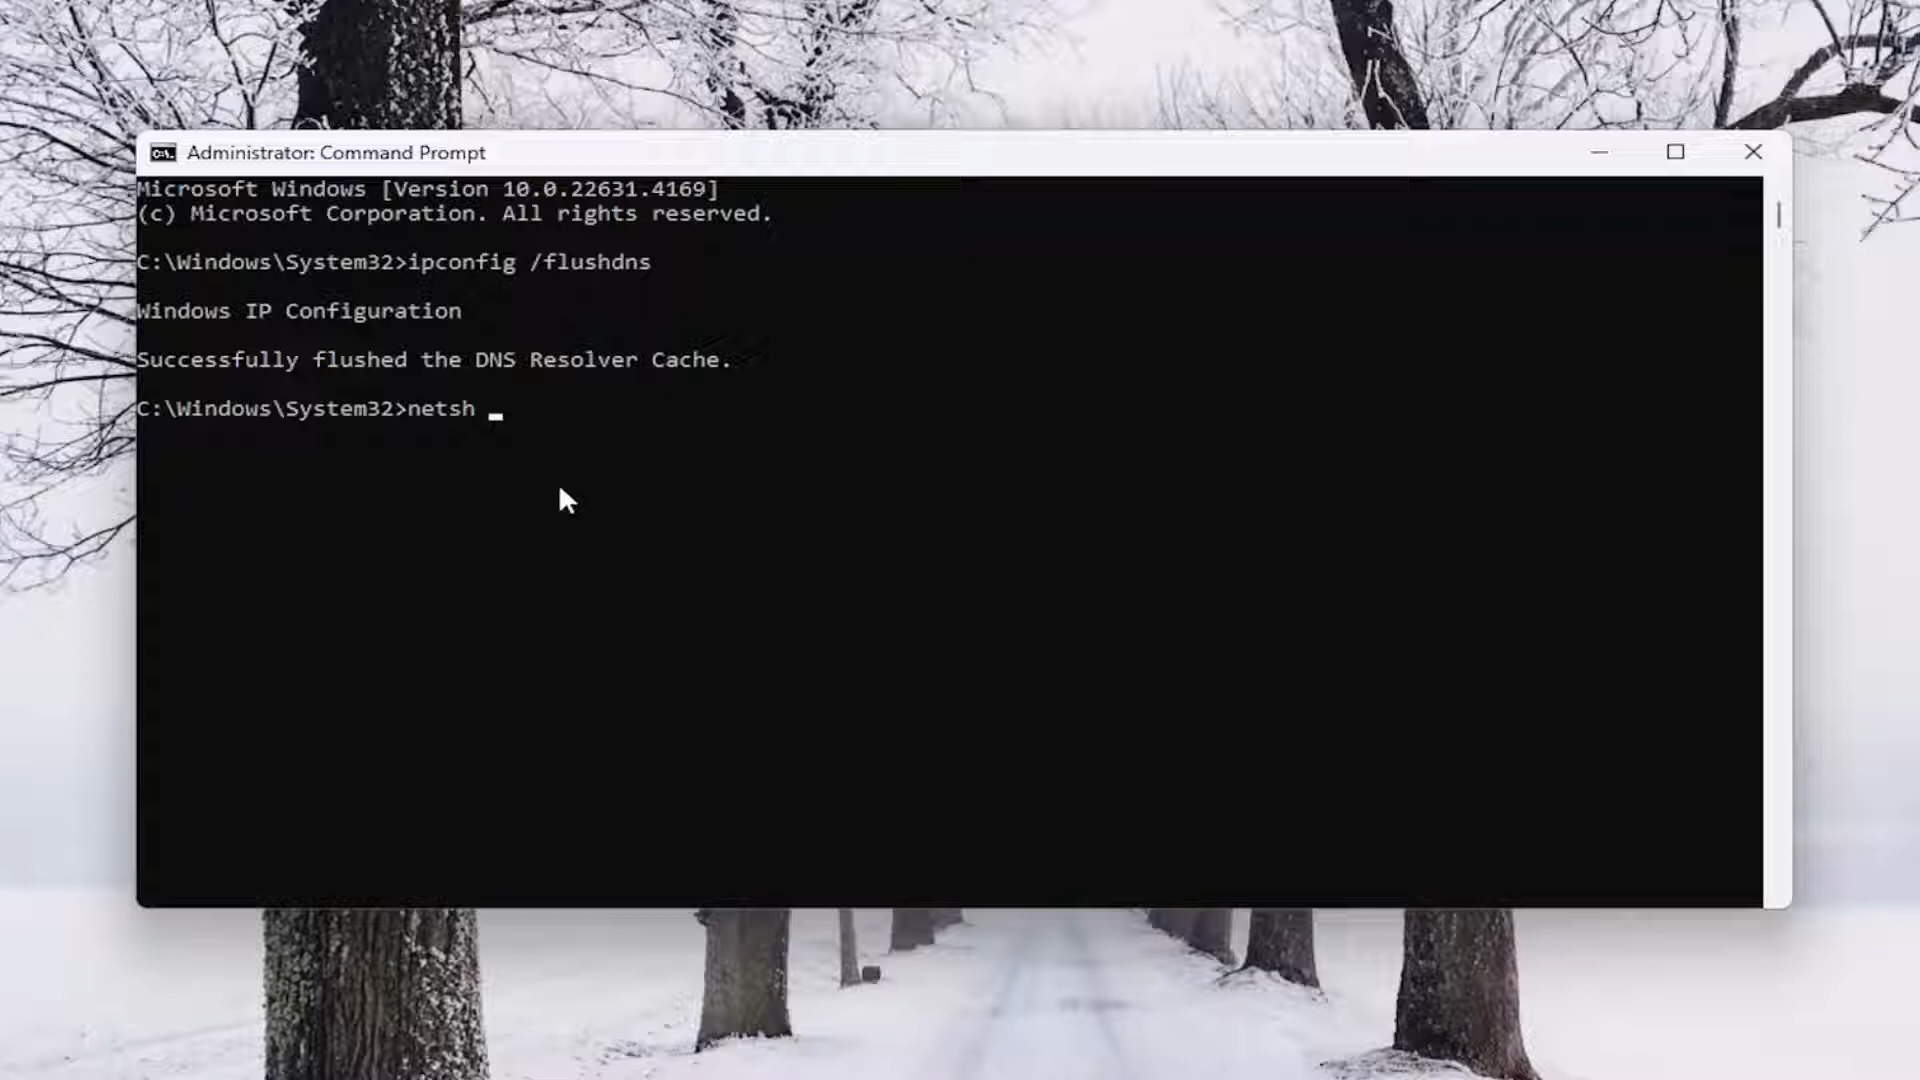 Administrator: Command Prompt
Microsoft Windows [Version 10.0.22631.4169]
(c) Microsoft Corporation. All rights reserved.
C:\Windows\System32>ipconfig /flushdns
Windows IP Configuration
Successfully flushed the DNS Resolver Cache.
C:\Windows\System32>netsh